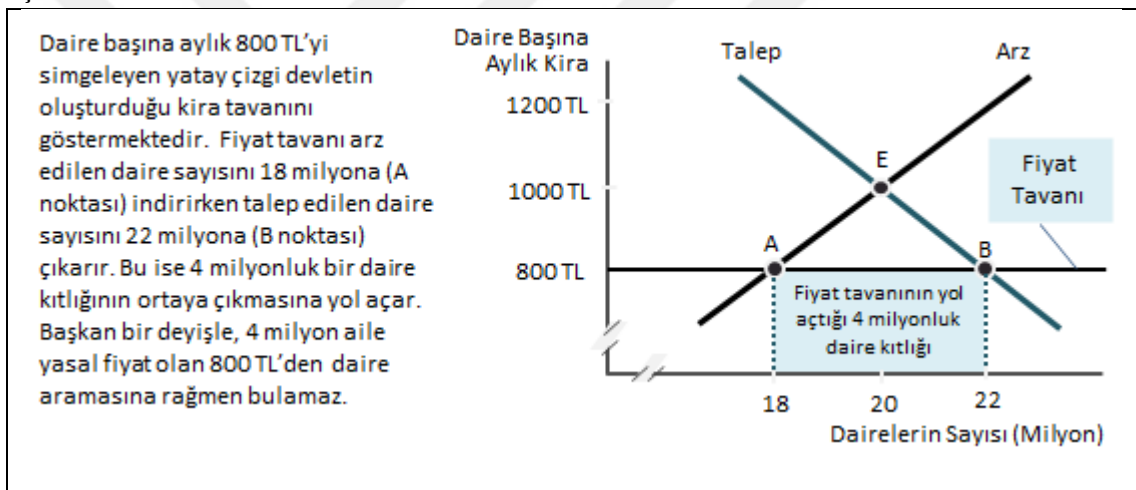 Daire başına aylık 800 TL'yi
simgeleyen yatay çizgi devletin
oluşturduğu kira tavanını
göstermektedir. Fiyat tavanı arz
edilen daire sayısını 18 milyona (A
noktası) indirirken talep edilen daire
sayısını 22 milyona (B noktası)
çıkarır. Bu ise 4 milyonluk bir daire
kıtlığının ortaya çıkmasına yol açar.
Başkan bir deyişle, 4 milyon aile
yasal fiyat olan 800 TL'den daire
aramasına rağmen bulamaz.
Daire Başına
Aylık Kira
Talep
Arz
1200 TL
E
Fiyat
Tavanı
1000 TL
A
B
800 TL
Fiyat tavanının yol
açtığı 4 milyonluk
daire kıtlığı
18
20
22
Dairelerin Sayısı (Milyon)